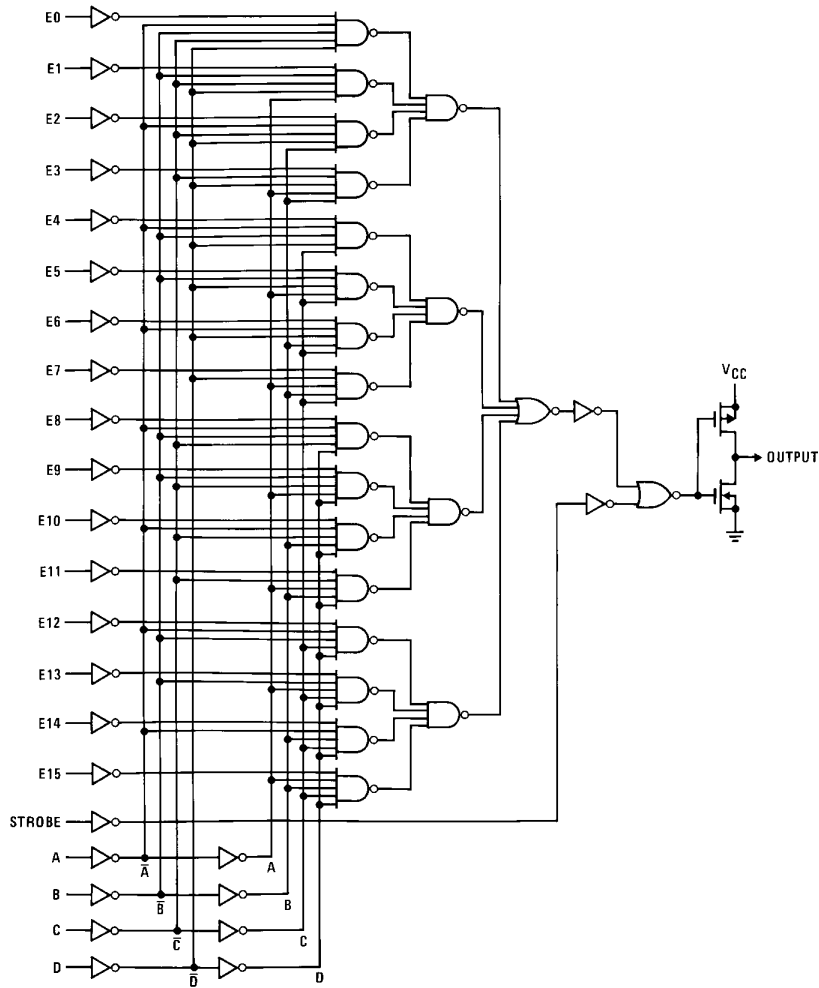 E0
E1
E2
E3
E4
E5
E6
E7
VCC
E8
OUTPUT
E9
E10
E11
E12
E13
E14
E15
STROBE
A
A̅
A
B
B̅
B
C
C̅
C
D
D̅
D